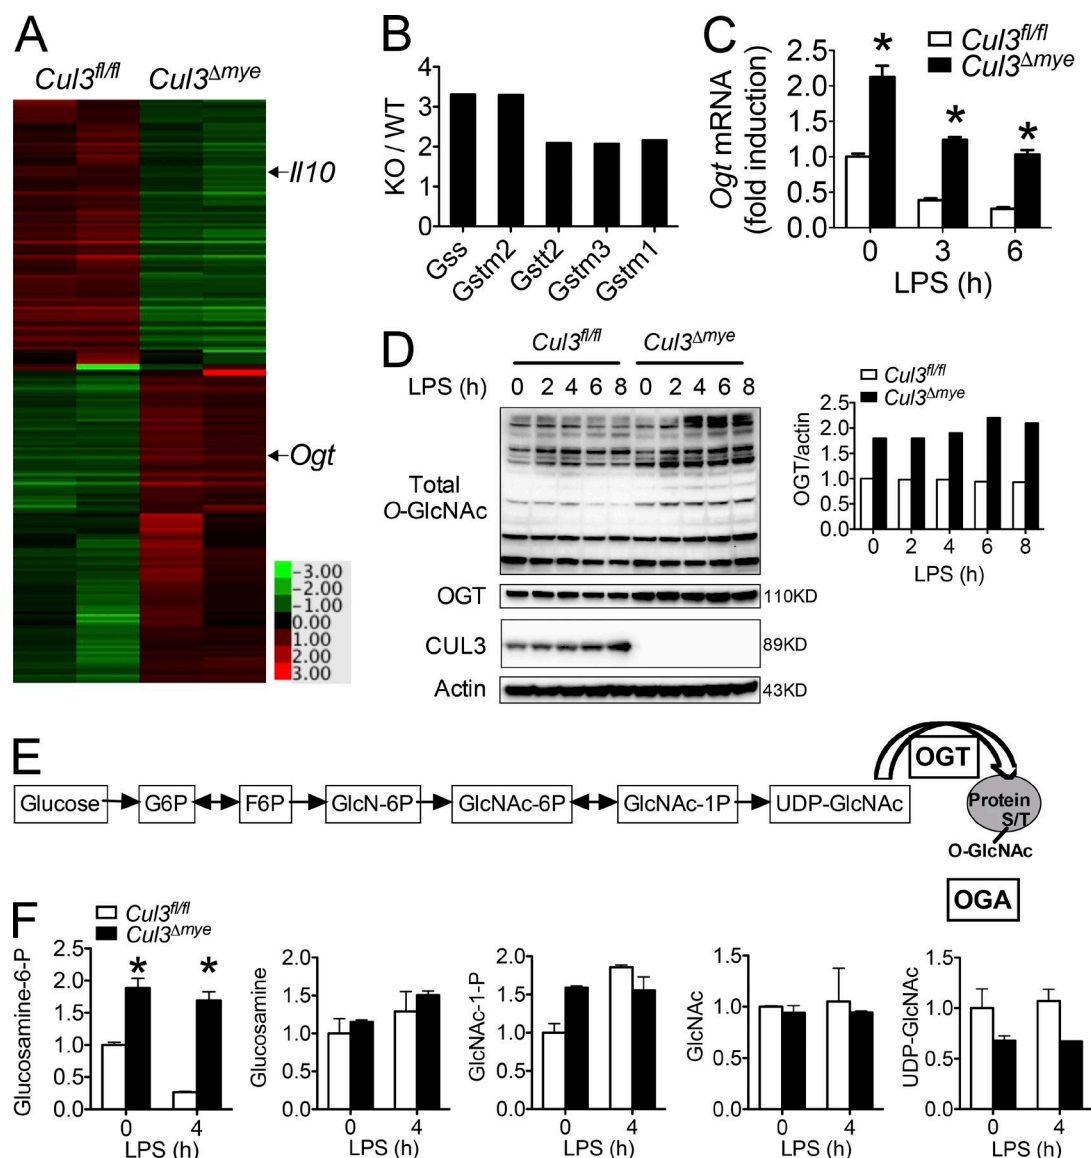 A
Cul3fl/fl Cul3Δmye
Il10
Ogt
-3.00
-2.00
-1.00
0.00
1.00
2.00
3.00
B
KO / WT
4
3
2
1
0
Gss
Gstm2
Gstt2
Gstm3
Gstm1
C
Cul3fl/fl
Cul3Δmye
Ogt mRNA
(fold induction)
2.5
2.0
1.5
1.0
0.5
0.0
* * *
0 3 6
LPS (h)
D
Cul3fl/fl Cul3Δmye
LPS (h) 0 2 4 6 8 0 2 4 6 8
Total
O-GlcNAc
OGT 110KD
CUL3 89KD
Actin 43KD
Cul3fl/fl
Cul3Δmye
OGT/actin
2.5
2.0
1.5
1.0
0.5
0.0
0 2 4 6 8
LPS (h)
E
Glucose G6P F6P GlcN-6P GlcNAc-6P GlcNAc-1P UDP-GlcNAc
OGT
Protein
S/T
O-GlcNAc
OGA
F
Cul3fl/fl
Cul3Δmye
Glucosamine-6-P
2.5
2.0
1.5
1.0
0.5
0.0
* *
0 4
LPS (h)
Glucosamine
2.0
1.5
1.0
0.5
0.0
0 4
LPS (h)
GlcNAc-1-P
2.0
1.5
1.0
0.5
0.0
0 4
LPS (h)
GlcNAc
1.5
1.0
0.5
0.0
0 4
LPS (h)
UDP-GlcNAc
1.5
1.0
0.5
0.0
0 4
LPS (h)